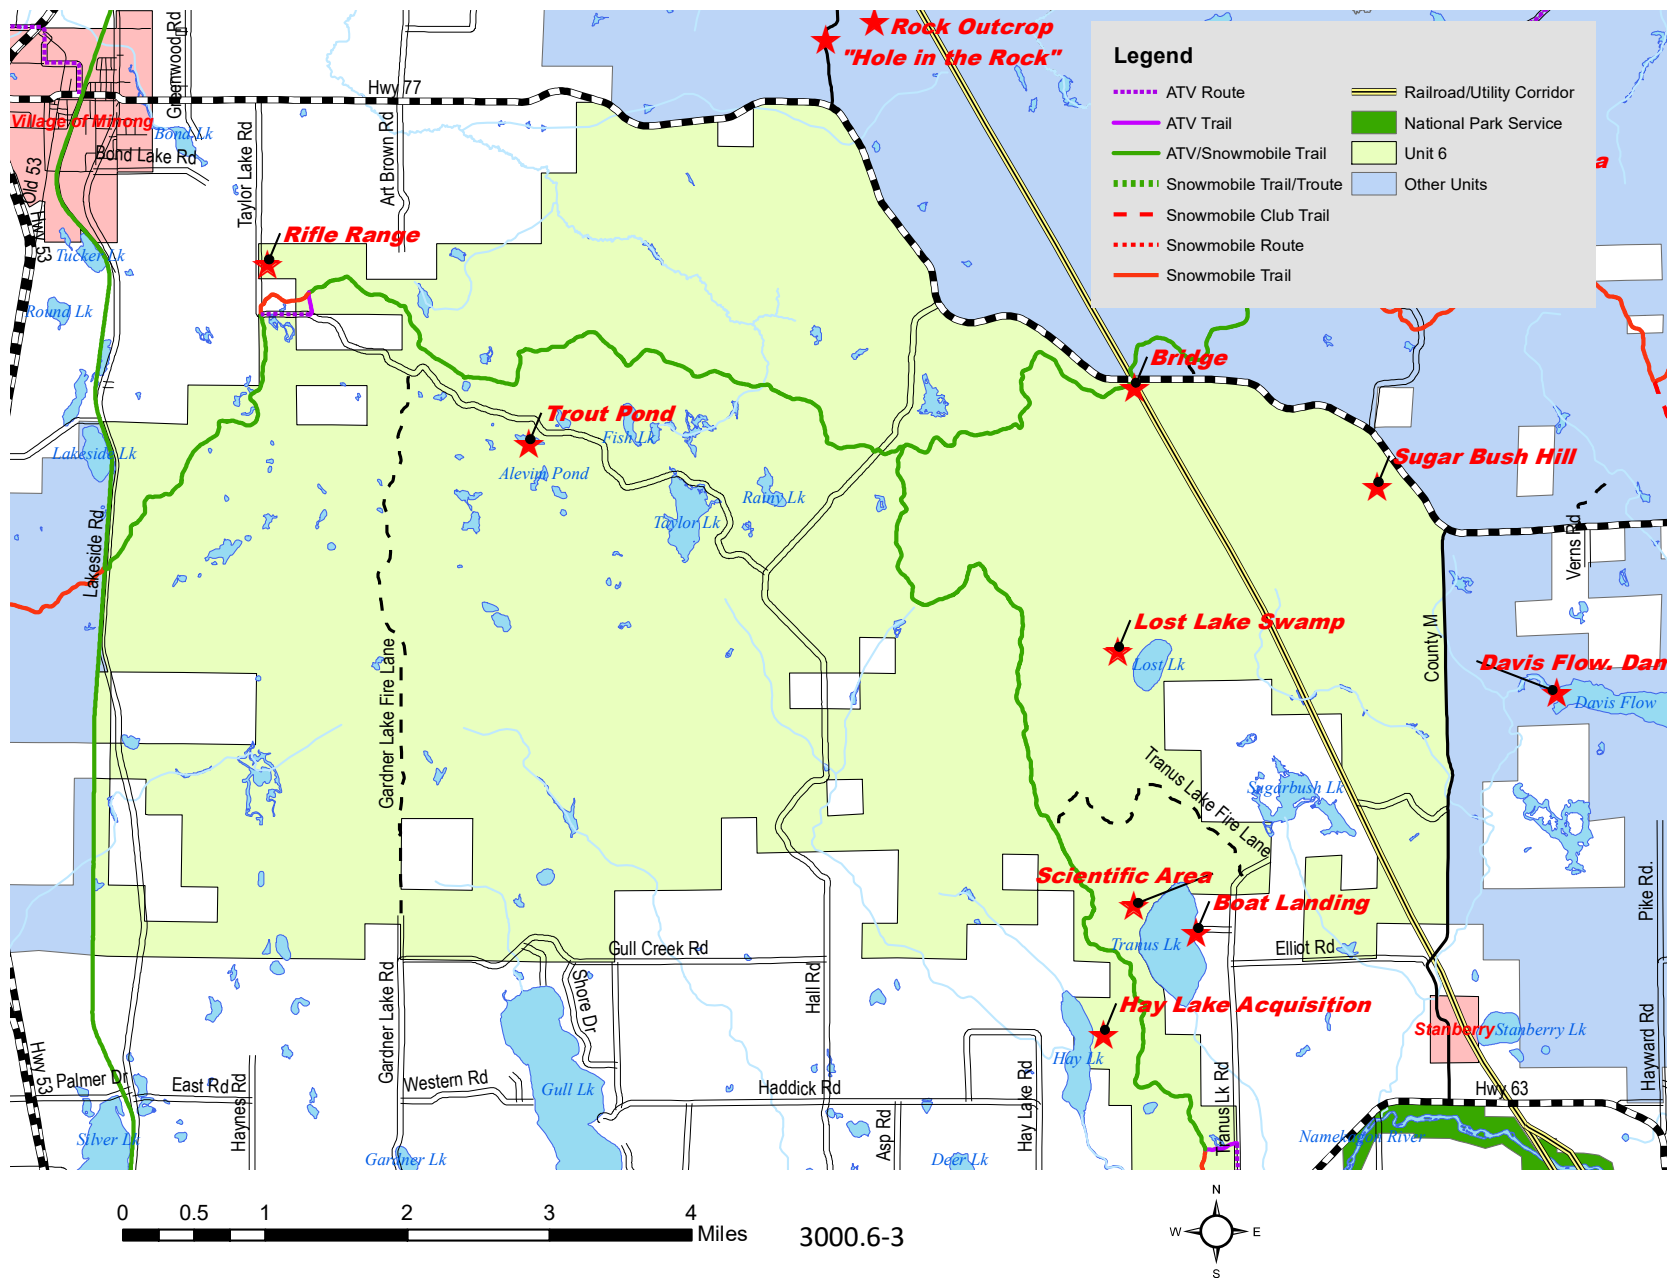 Rock Outcrop
"Hole in the Rock"
Legend
ATV Route
ATV Trail
ATV/Snowmobile Trail
Snowmobile Trail/Troute
Snowmobile Club Trail
Snowmobile Route
Snowmobile Trail
Railroad/Utility Corridor
National Park Service
Unit 6
Other Units
a
Greenwood Rd
Hwy 77
Village of Minong
Bond Lk
Bond Lake Rd
Taylor Lake Rd
Art Brown Rd
Old 53
Hwy 53
Tucker Lk
Rifle Range
Round Lk
Bridge
Trout Pond
Fish Lk
Lakeside Lk
Alevim Pond
Rainy Lk
Taylor Lk
Sugar Bush Hill
Lakeside Rd
Verns Rd
Gardner Lake Fire Lane
Lost Lake Swamp
Lost Lk
County M
Davis Flow. Dan
Davis Flow
Tranus Lake Fire Lane
Sugarbush Lk
Scientific Area
Boat Landing
Tranus Lk
Pike Rd.
Gull Creek Rd
Elliot Rd
Gardner Lake Rd
Shore Dr
Hall Rd
Hay Lake Acquisition
Stanberry
Stanberry Lk
Hayward Rd
Hwy 53
Palmer Dr
East Rd
Haynes Rd
Western Rd
Gull Lk
Haddick Rd
Hay Lk
Hay Lake Rd
Tranus Lk Rd
Hwy 63
Asp Rd
Silver Lk
Gardner Lk
Deer Lk
Namekagon River
0 0.5 1 2 3 4
Miles
3000.6-3
N
W E
S